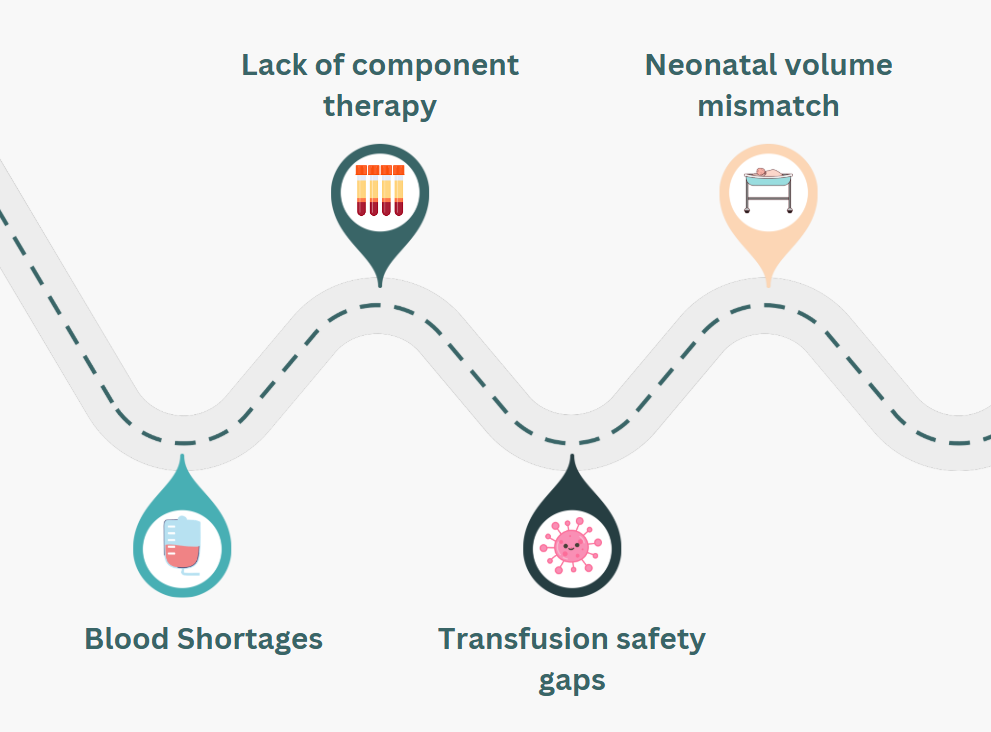 Lack of component
therapy
Neonatal volume
mismatch
Blood Shortages
Transfusion safety
gaps